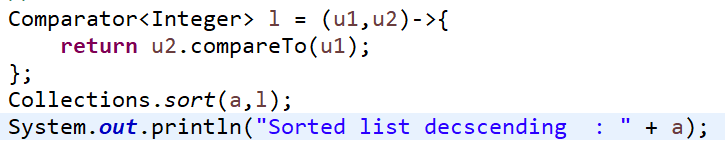 Comparator<Integer> l = (u1,u2)->{
    return u2.compareTo(u1);
};
Collections.sort(a,l);
System.out.println("Sorted list decscending  : " + a);